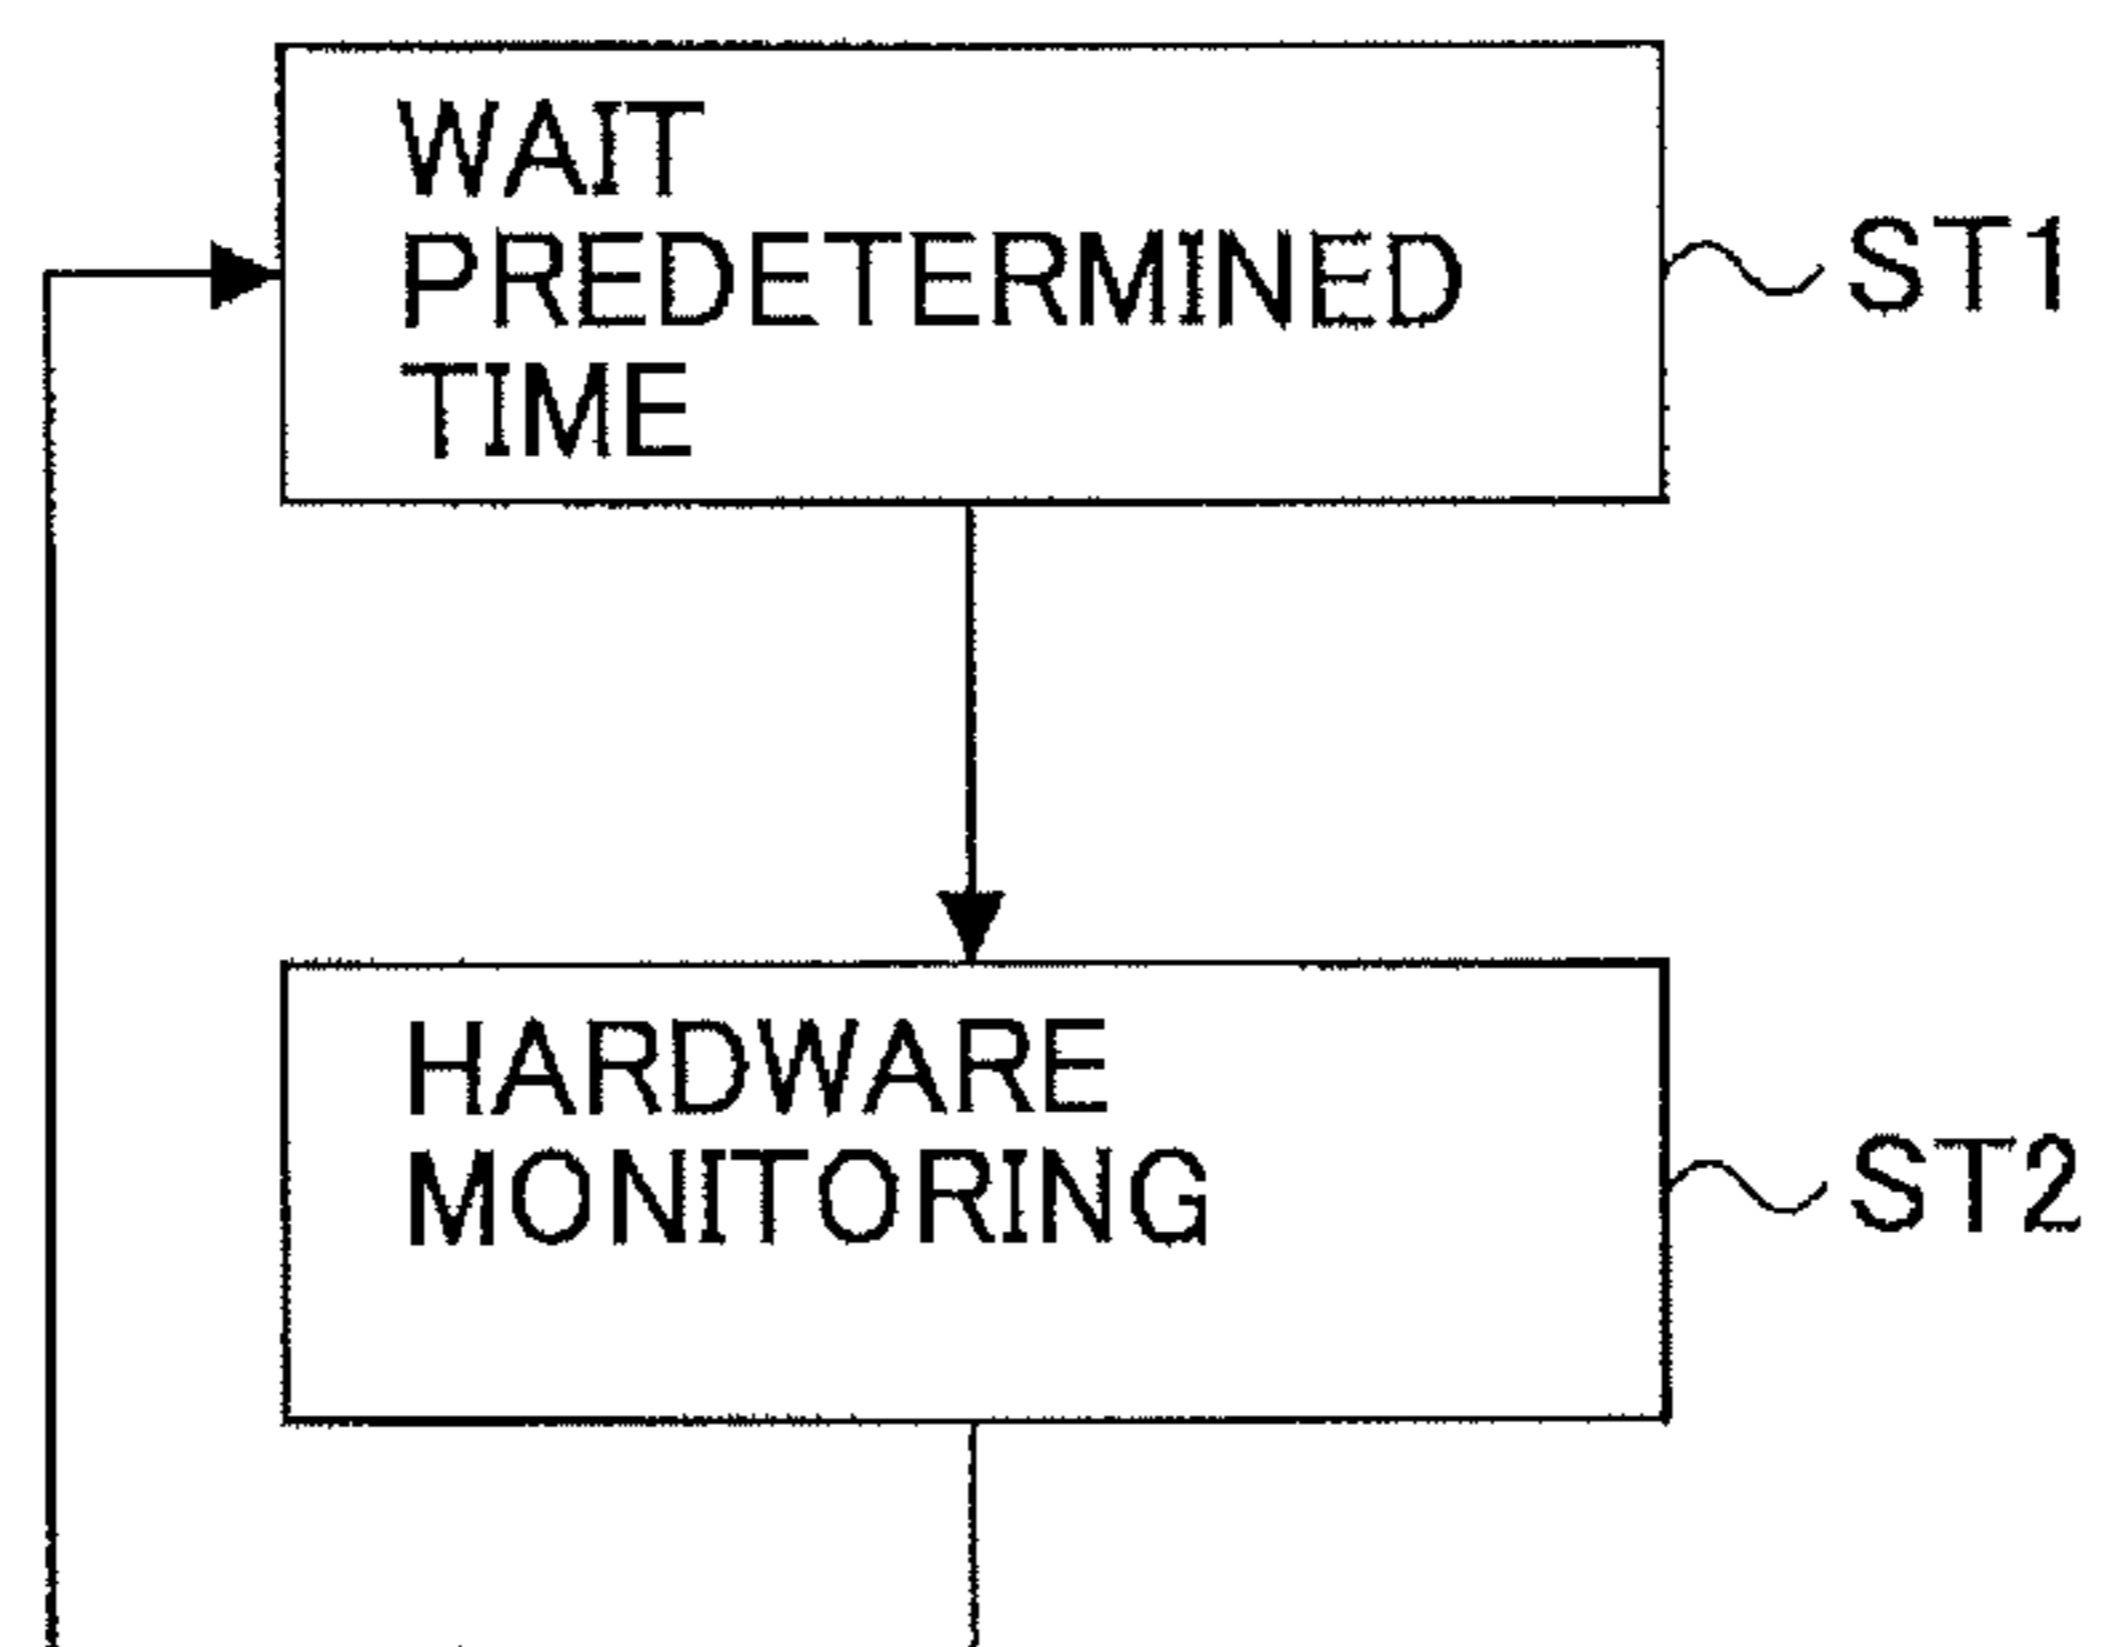 WAIT
PREDETERMINED
TIME
ST1
HARDWARE
MONITORING
ST2